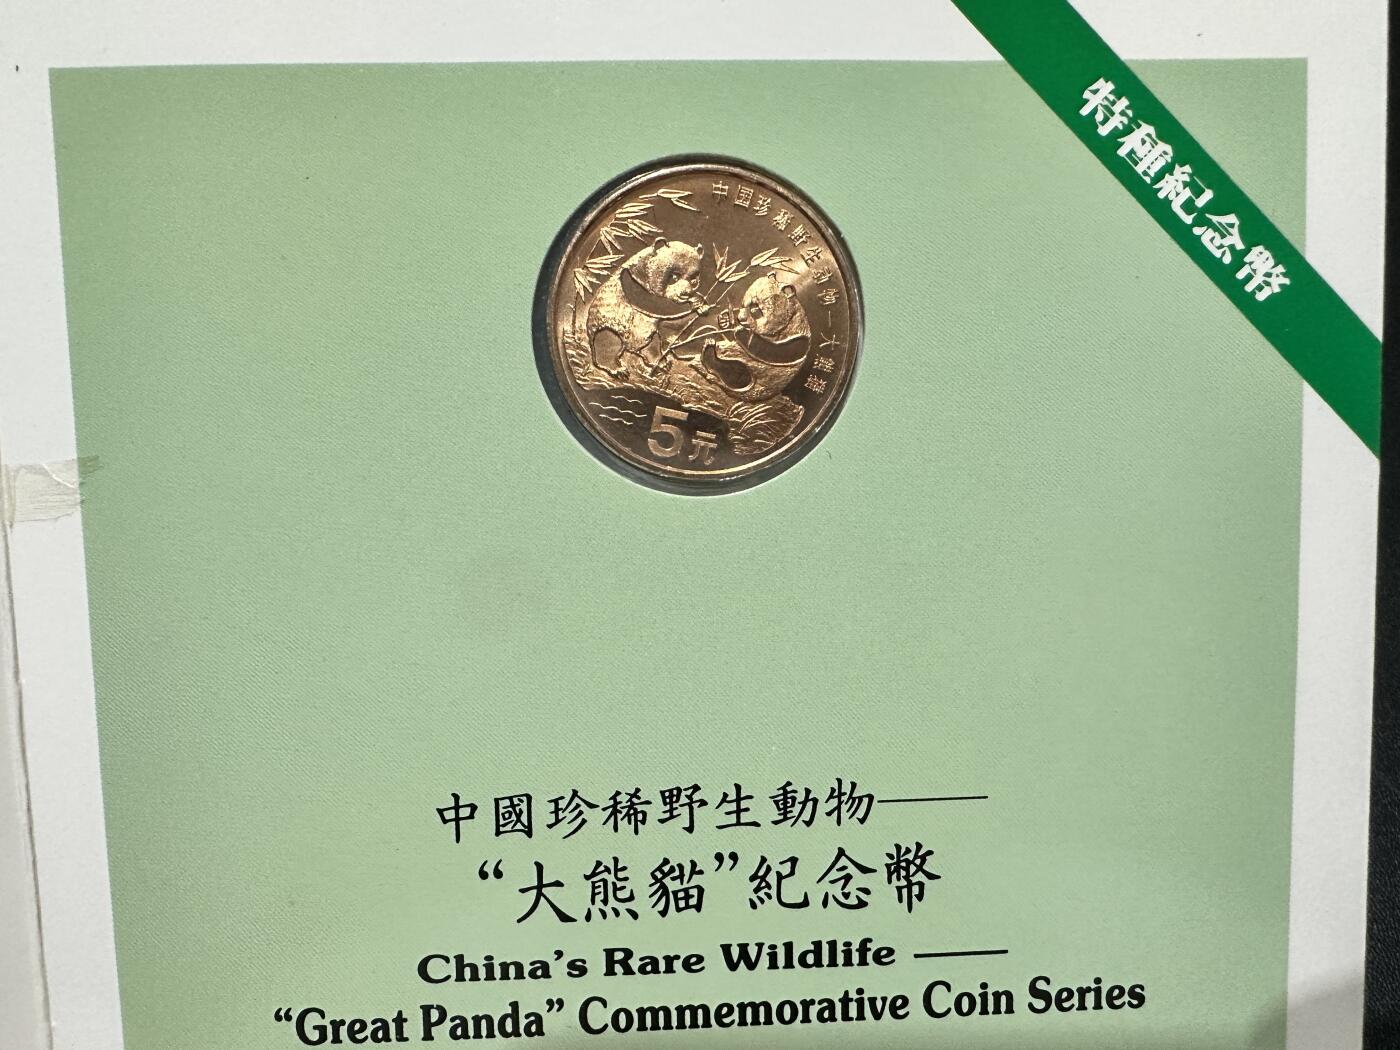 特種紀念幣
中国珍稀野生动物—大熊猫
5元
中國珍稀野生動物——
“大熊貓”紀念幣
China's Rare Wildlife ——
“Great Panda” Commemorative Coin Series